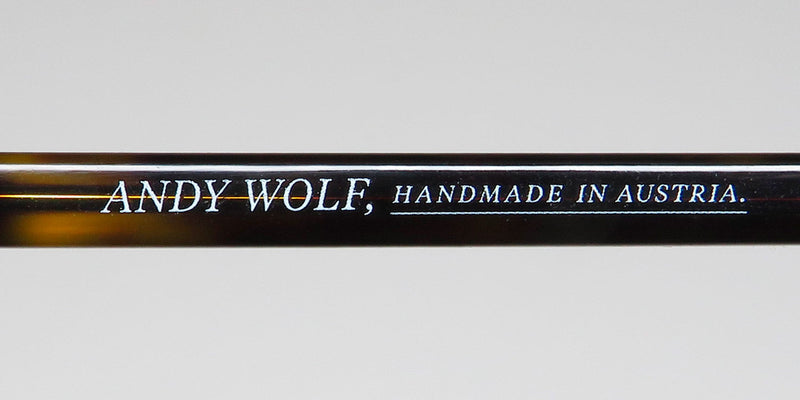 ANDY WOLF, HANDMADE IN AUSTRIA.